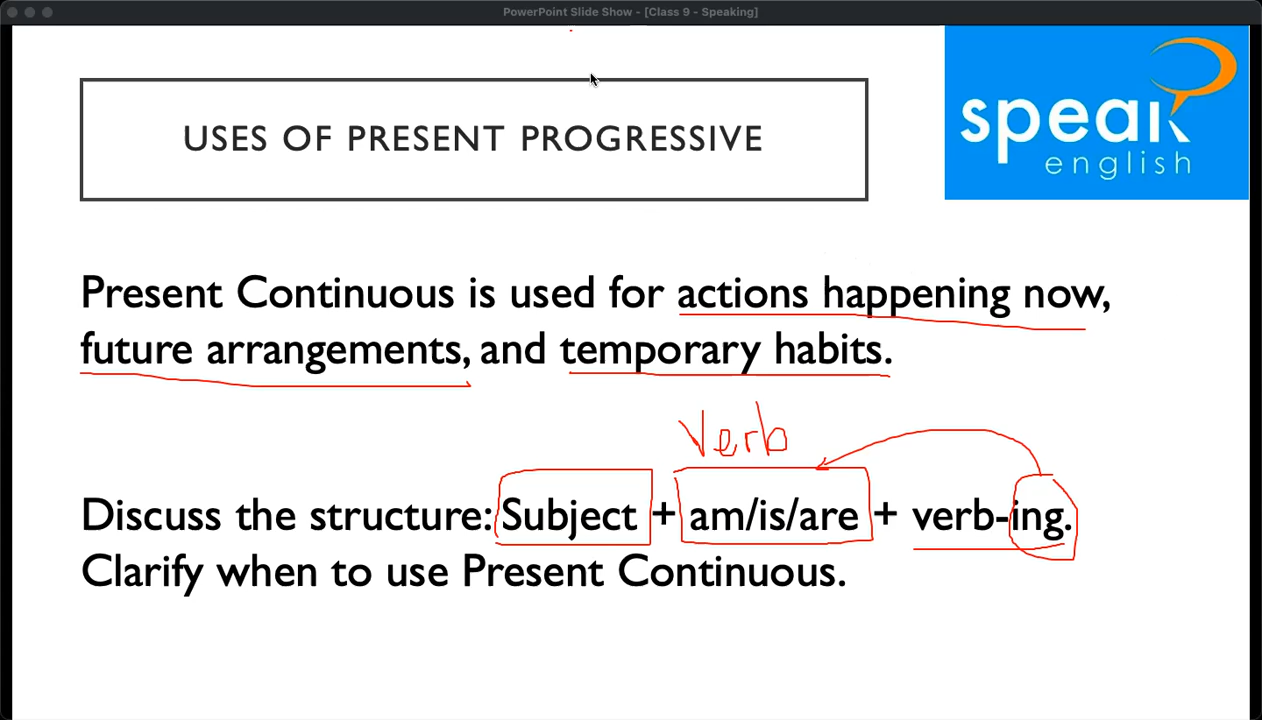 PowerPoint Slide Show - [Class 9 - Speaking]
USES OF PRESENT PROGRESSIVE
speak
english
Present Continuous is used for actions happening now,
future arrangements, and temporary habits.
Verb
Discuss the structure: Subject + am/is/are + verb-ing.
Clarify when to use Present Continuous.